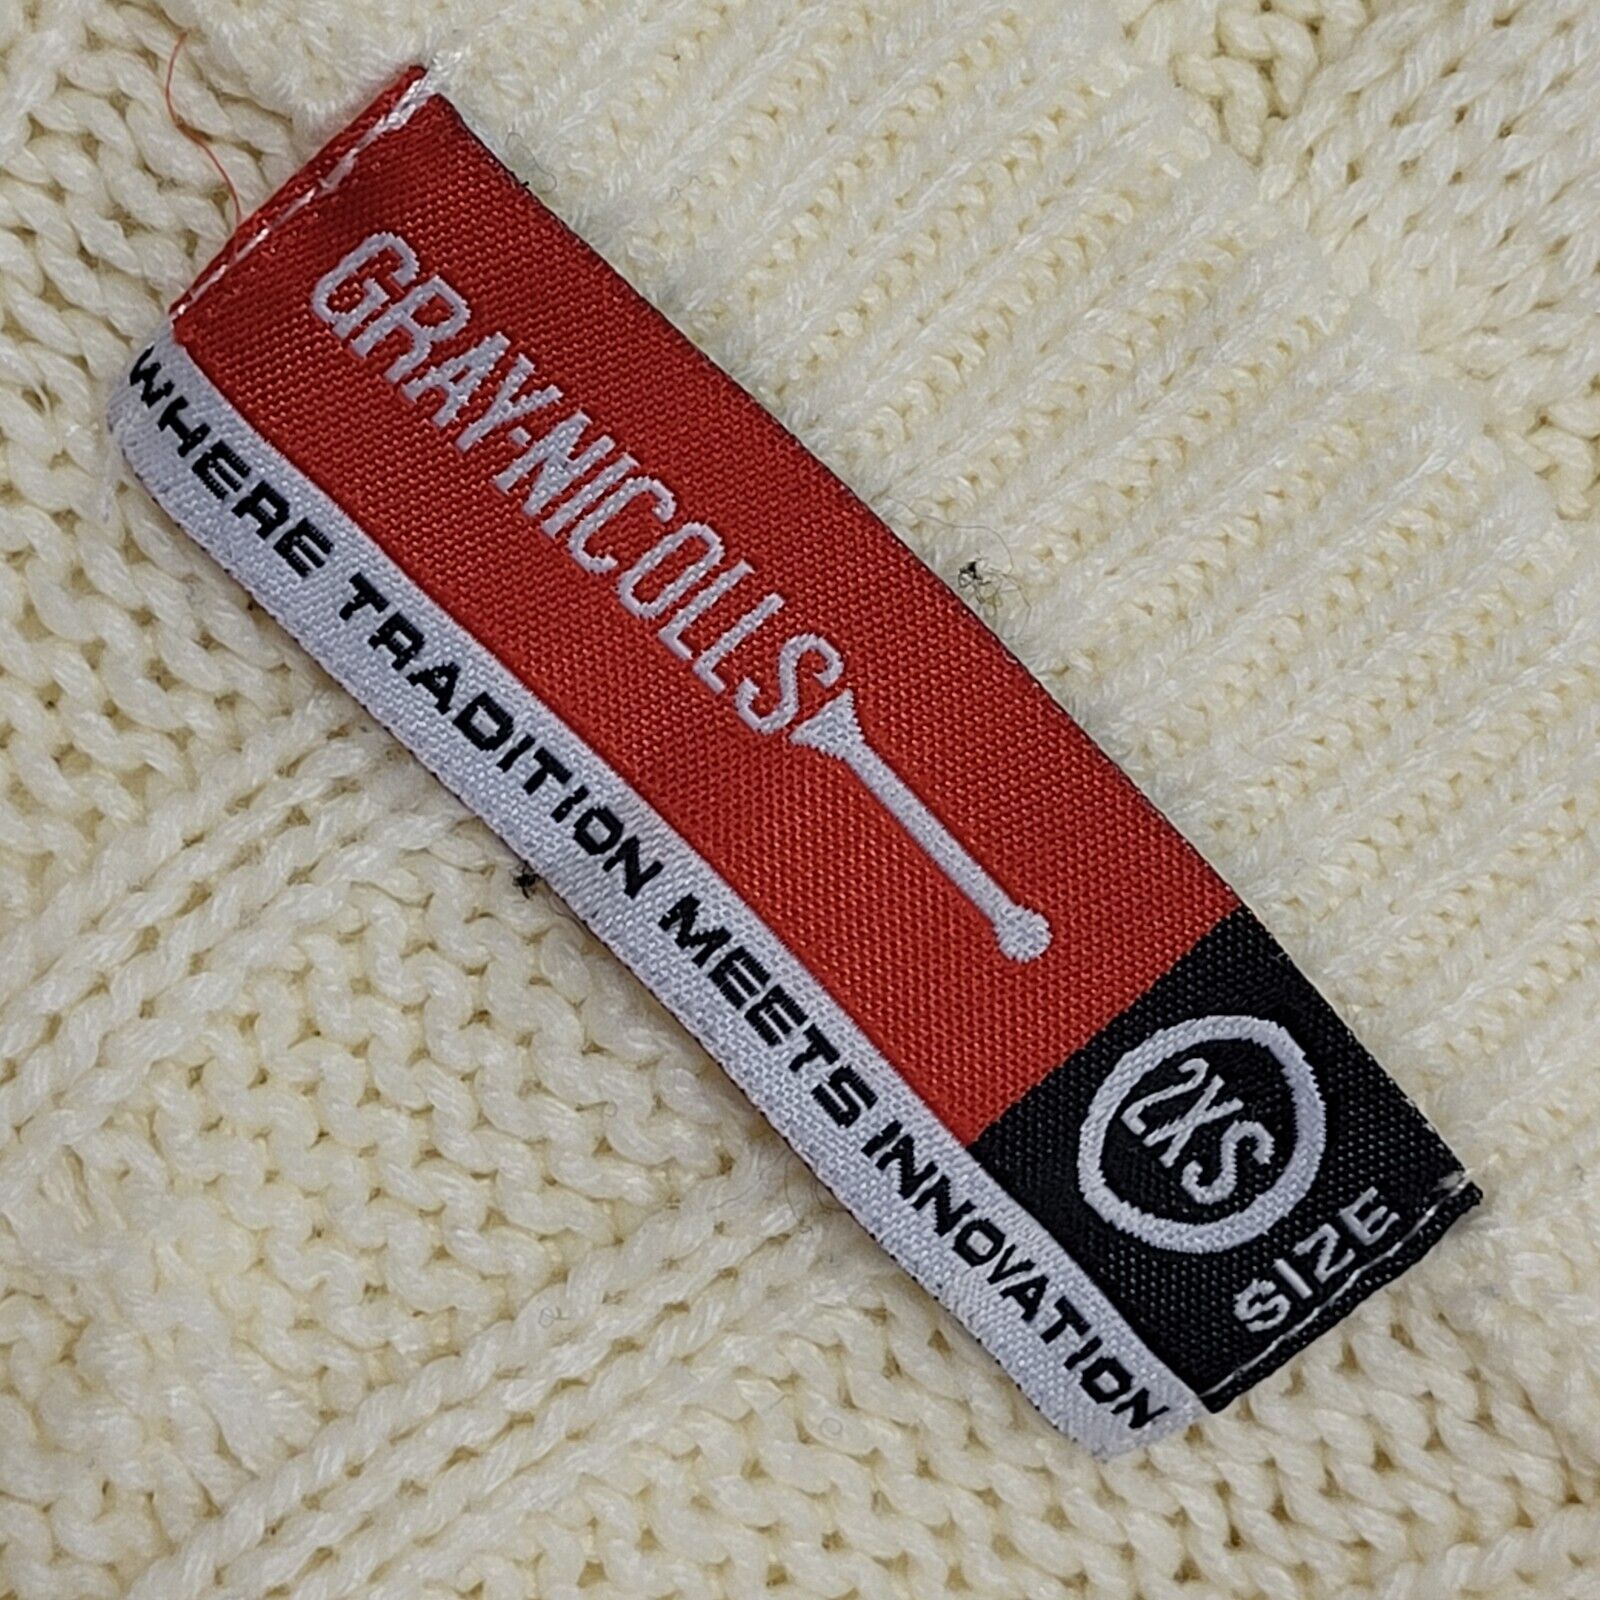 GRAY-NICOLLS
WHERE TRADITION MEETS INNOVATION
2XS
SIZE